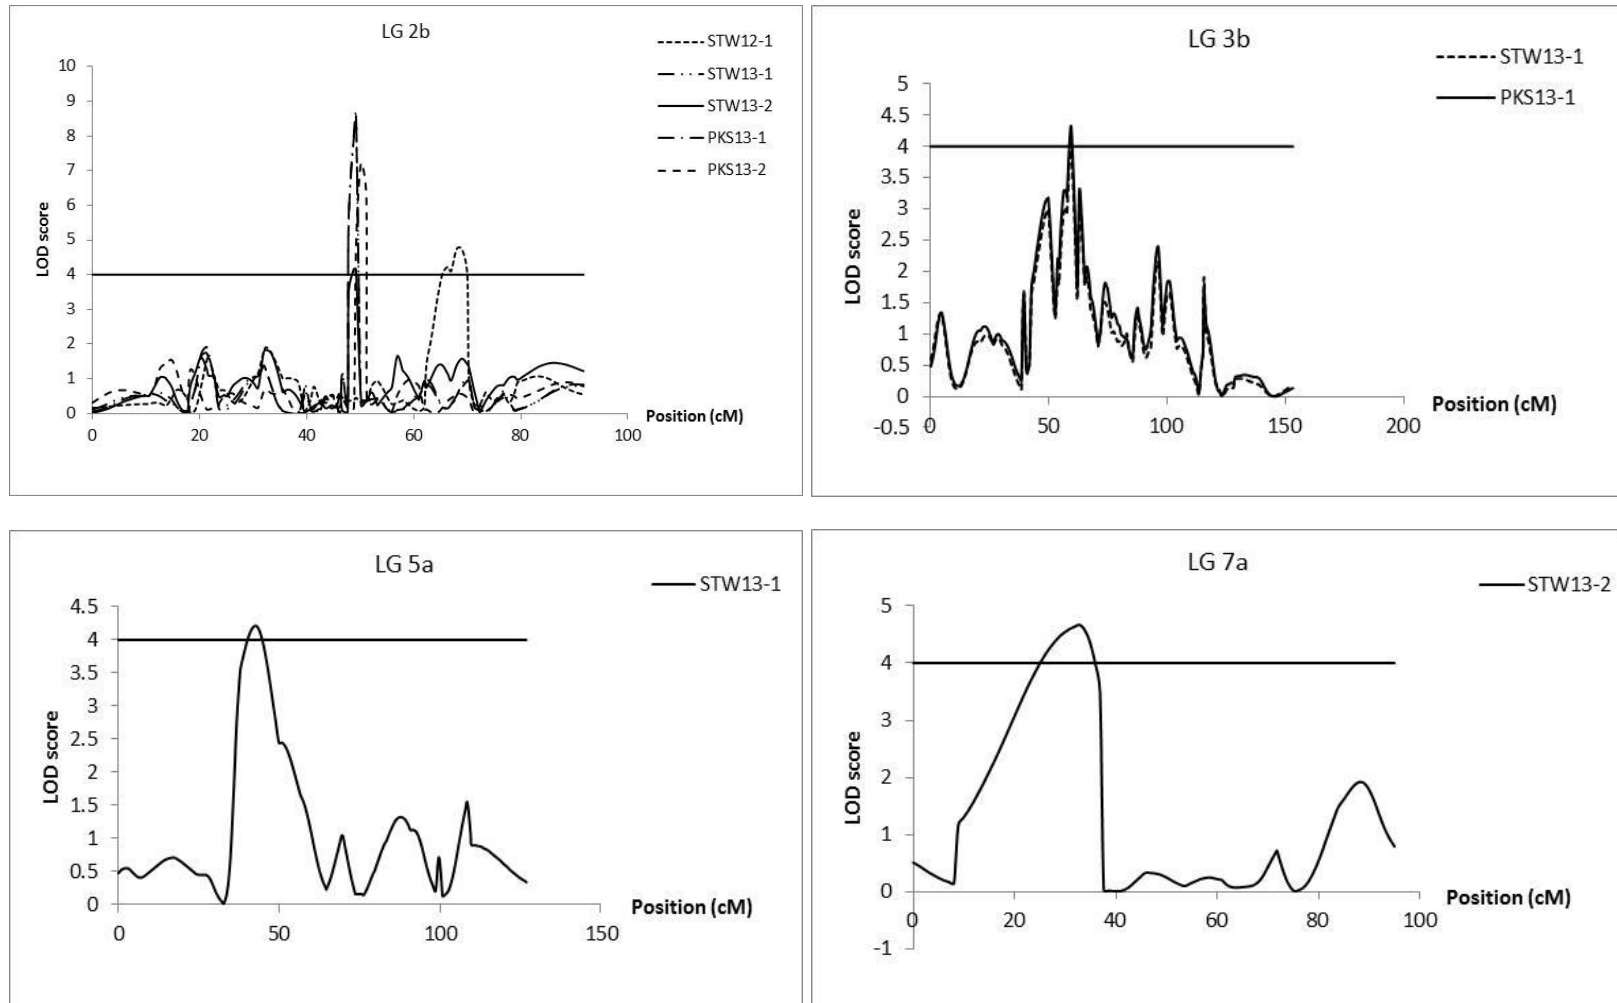 LG 2b
STW12-1
STW13-1
STW13-2
PKS13-1
PKS13-2
10
9
8
7
6
5
4
3
2
1
0
LOD score
0 20 40 60 80 100
Position (cM)
LG 3b
STW13-1
PKS13-1
5
4.5
4
3.5
3
2.5
2
1.5
1
0.5
0
-0.5
LOD score
0 50 100 150 200
Position (cM)
LG 5a
STW13-1
4.5
4
3.5
3
2.5
2
1.5
1
0.5
0
LOD score
0 50 100 150
Position (cM)
LG 7a
STW13-2
5
4
3
2
1
0
-1
LOD score
0 20 40 60 80 100
Position (cM)